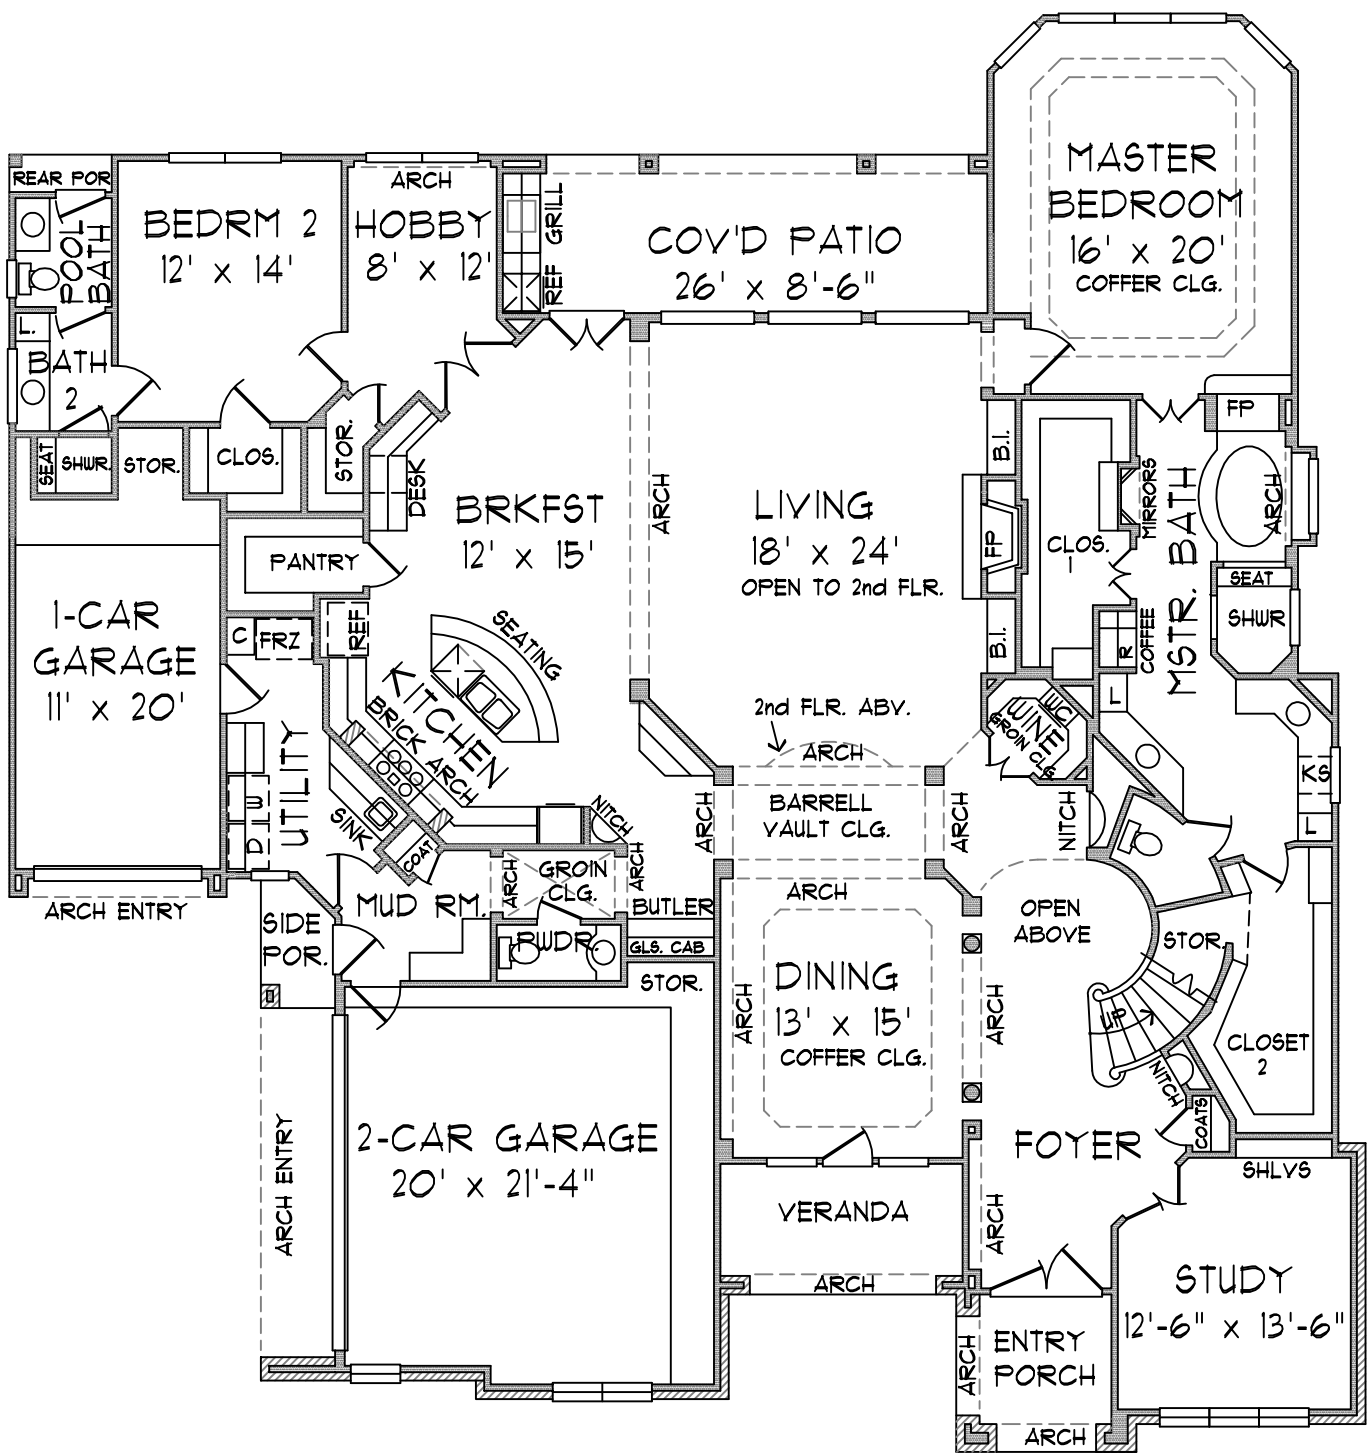 MASTER
BEDROOM
16' x 20'
COFFER CLG.
REAR POR
ARCH
POOL
BATH
BEDRM 2
12' x 14'
HOBBY
8' x 12'
GRILL
REF
COV'D PATIO
26' x 8'-6"
L.
BATH
2
SEAT
SHWR.
STOR.
CLOS.
STOR.
DESK
BRKFST
12' x 15'
ARCH
LIVING
18' x 24'
OPEN TO 2nd FLR.
B.I.
FP
B.I.
CLOS.
1
MIRRORS
FP
MSTR. BATH
ARCH
SEAT
SHWR
COFFEE
R
L
PANTRY
1-CAR
GARAGE
11' x 20'
C
FRZ
REF
SEATING
KITCHEN
BRICK
ARCH
UTILITY
W
D
SINK
COAT
NITCH
2nd FLR. ABV.
ARCH
WINE
GROIN
CLG.
WC
KS
L
ARCH
BARRELL
VAULT CLG.
ARCH
NITCH
ARCH ENTRY
MUD RM.
ARCH
GROIN
CLG.
ARCH
BUTLER
GLS. CAB
PWDR.
SIDE
POR.
STOR.
ARCH
ARCH
DINING
13' x 15'
COFFER CLG.
ARCH
OPEN
ABOVE
STOR.
UP
CLOSET
2
NITCH
COATS
ARCH ENTRY
2-CAR GARAGE
20' x 21'-4"
FOYER
SHLVS
VERANDA
ARCH
ARCH
STUDY
12'-6" x 13'-6"
ARCH
ENTRY
PORCH
ARCH